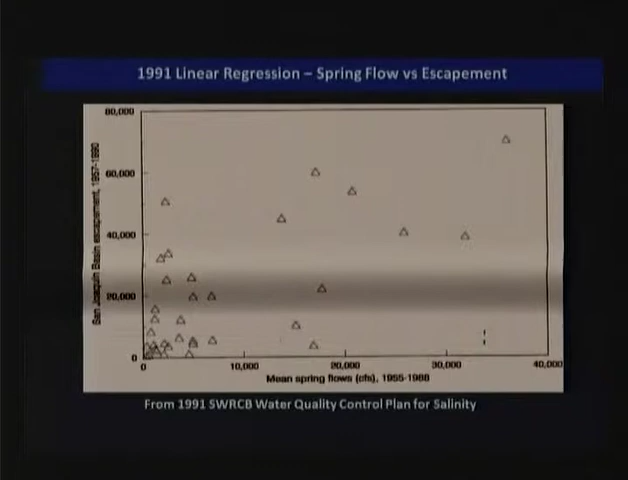 1991 Linear Regression – Spring Flow vs Escapement
80,000
San Joaquin Basin escapement, 1957-1990
60,000
40,000
20,000
0
0 10,000 20,000 30,000 40,000
Mean spring flows (cfs), 1955-1988
From 1991 SWRCB Water Quality Control Plan for Salinity